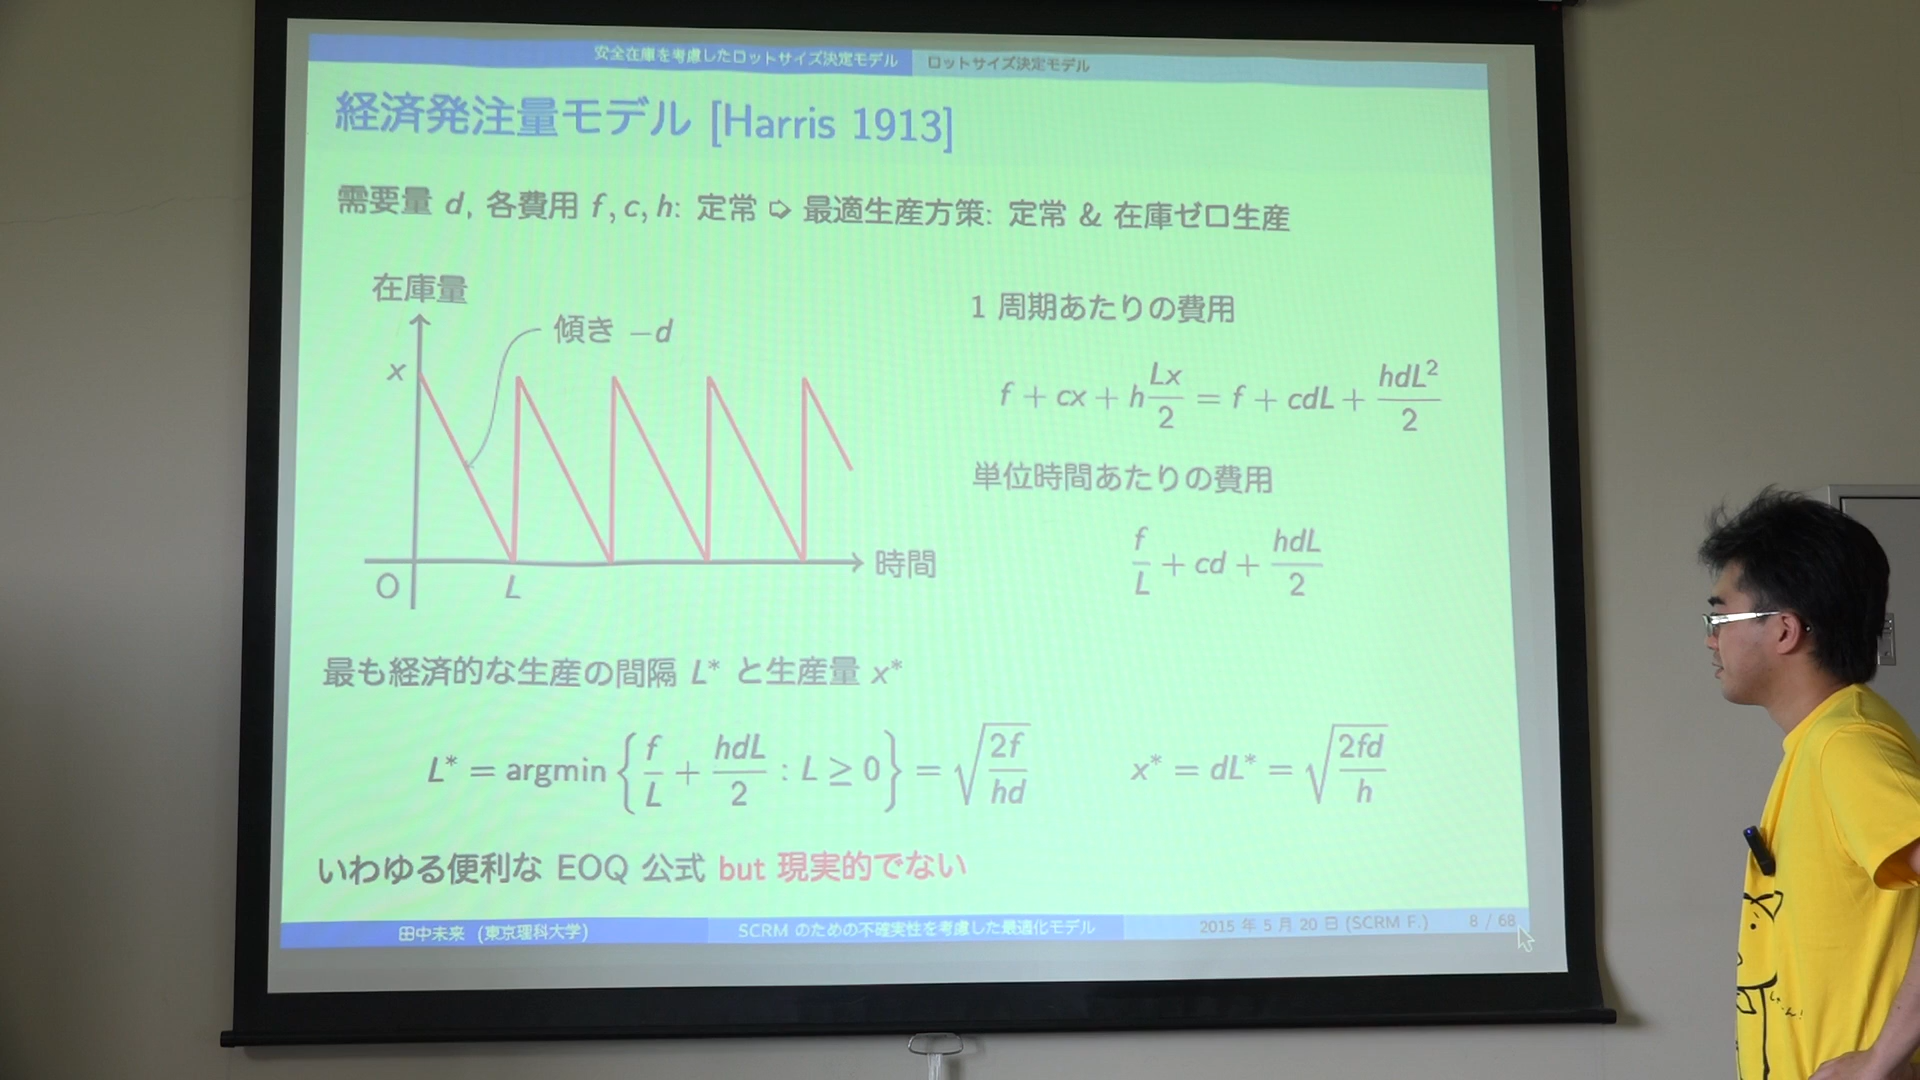 安全在庫を考慮したロットサイズ決定モデル ロットサイズ決定モデル
経済発注量モデル [Harris 1913]
需要量 d, 各費用 f, c, h: 定常 ➩ 最適生産方策: 定常 & 在庫ゼロ生産
在庫量
傾き −d
x
O
L
時間
1 周期あたりの費用
f + cx + h Lx/2 = f + cdL + hdL²/2
単位時間あたりの費用
f/L + cd + hdL/2
最も経済的な生産の間隔 L* と生産量 x*
L* = argmin { f/L + hdL/2 : L ≥ 0 } = √(2f/hd) x* = dL* = √(2fd/h)
いわゆる便利な EOQ 公式 but 現実的でない
田中未来 (東京理科大学) SCRM のための不確実性を考慮した最適化モデル 2015 年 5 月 20 日 (SCRM F.) 8 / 68